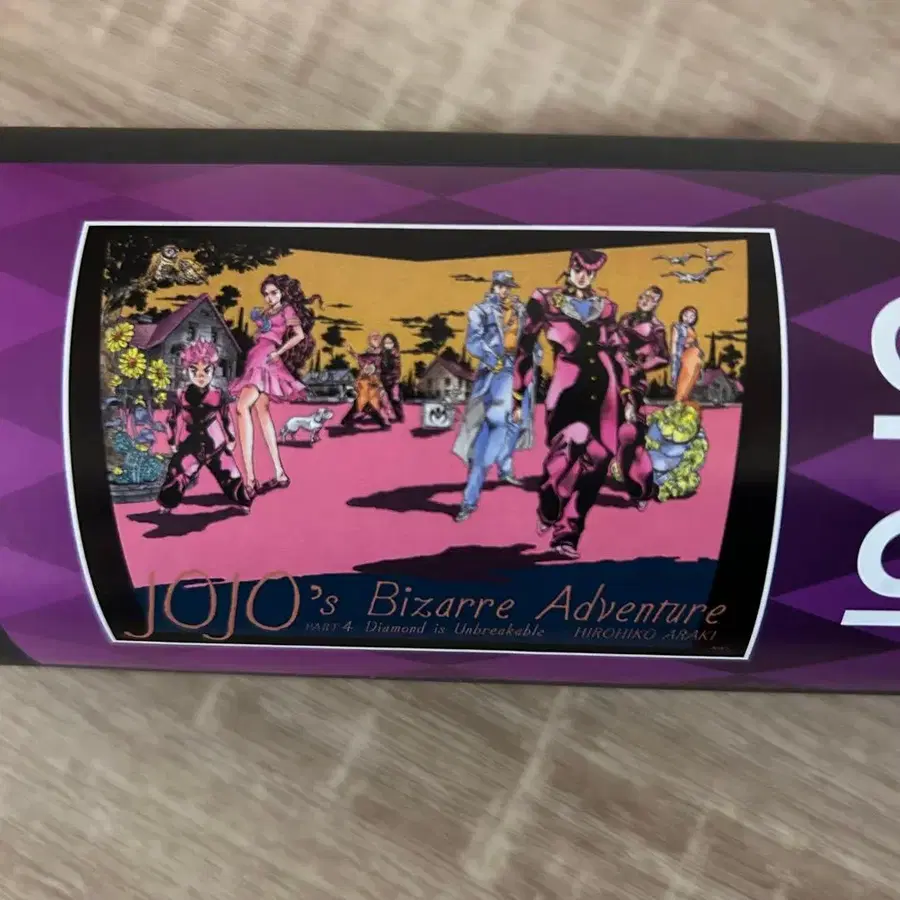 JOJO's Bizarre Adventure
PART 4 Diamond is Unbreakable HIROHIKO ARAKI